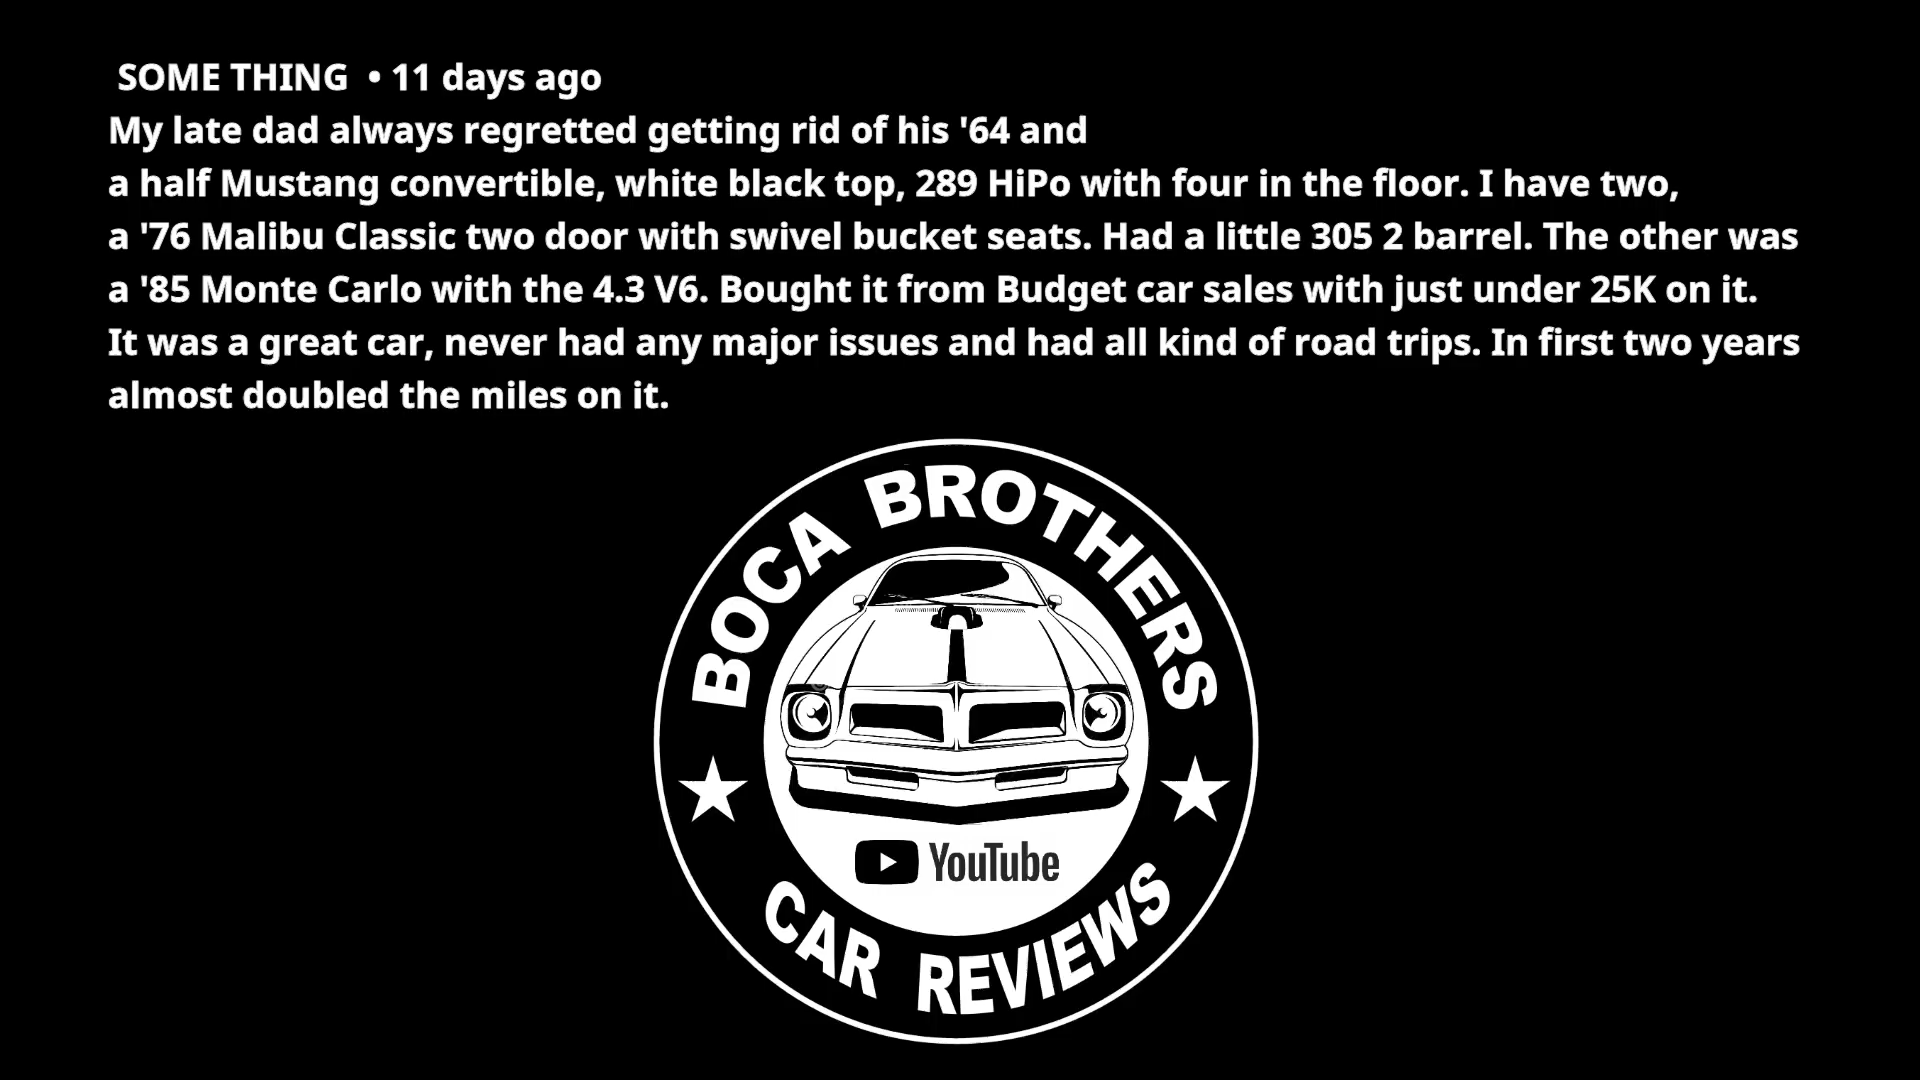 SOME THING • 11 days ago
My late dad always regretted getting rid of his '64 and
a half Mustang convertible, white black top, 289 HiPo with four in the floor. I have two,
a '76 Malibu Classic two door with swivel bucket seats. Had a little 305 2 barrel. The other was
a '85 Monte Carlo with the 4.3 V6. Bought it from Budget car sales with just under 25K on it.
It was a great car, never had any major issues and had all kind of road trips. In first two years
almost doubled the miles on it.
BOCA BROTHERS
YouTube
CAR REVIEWS